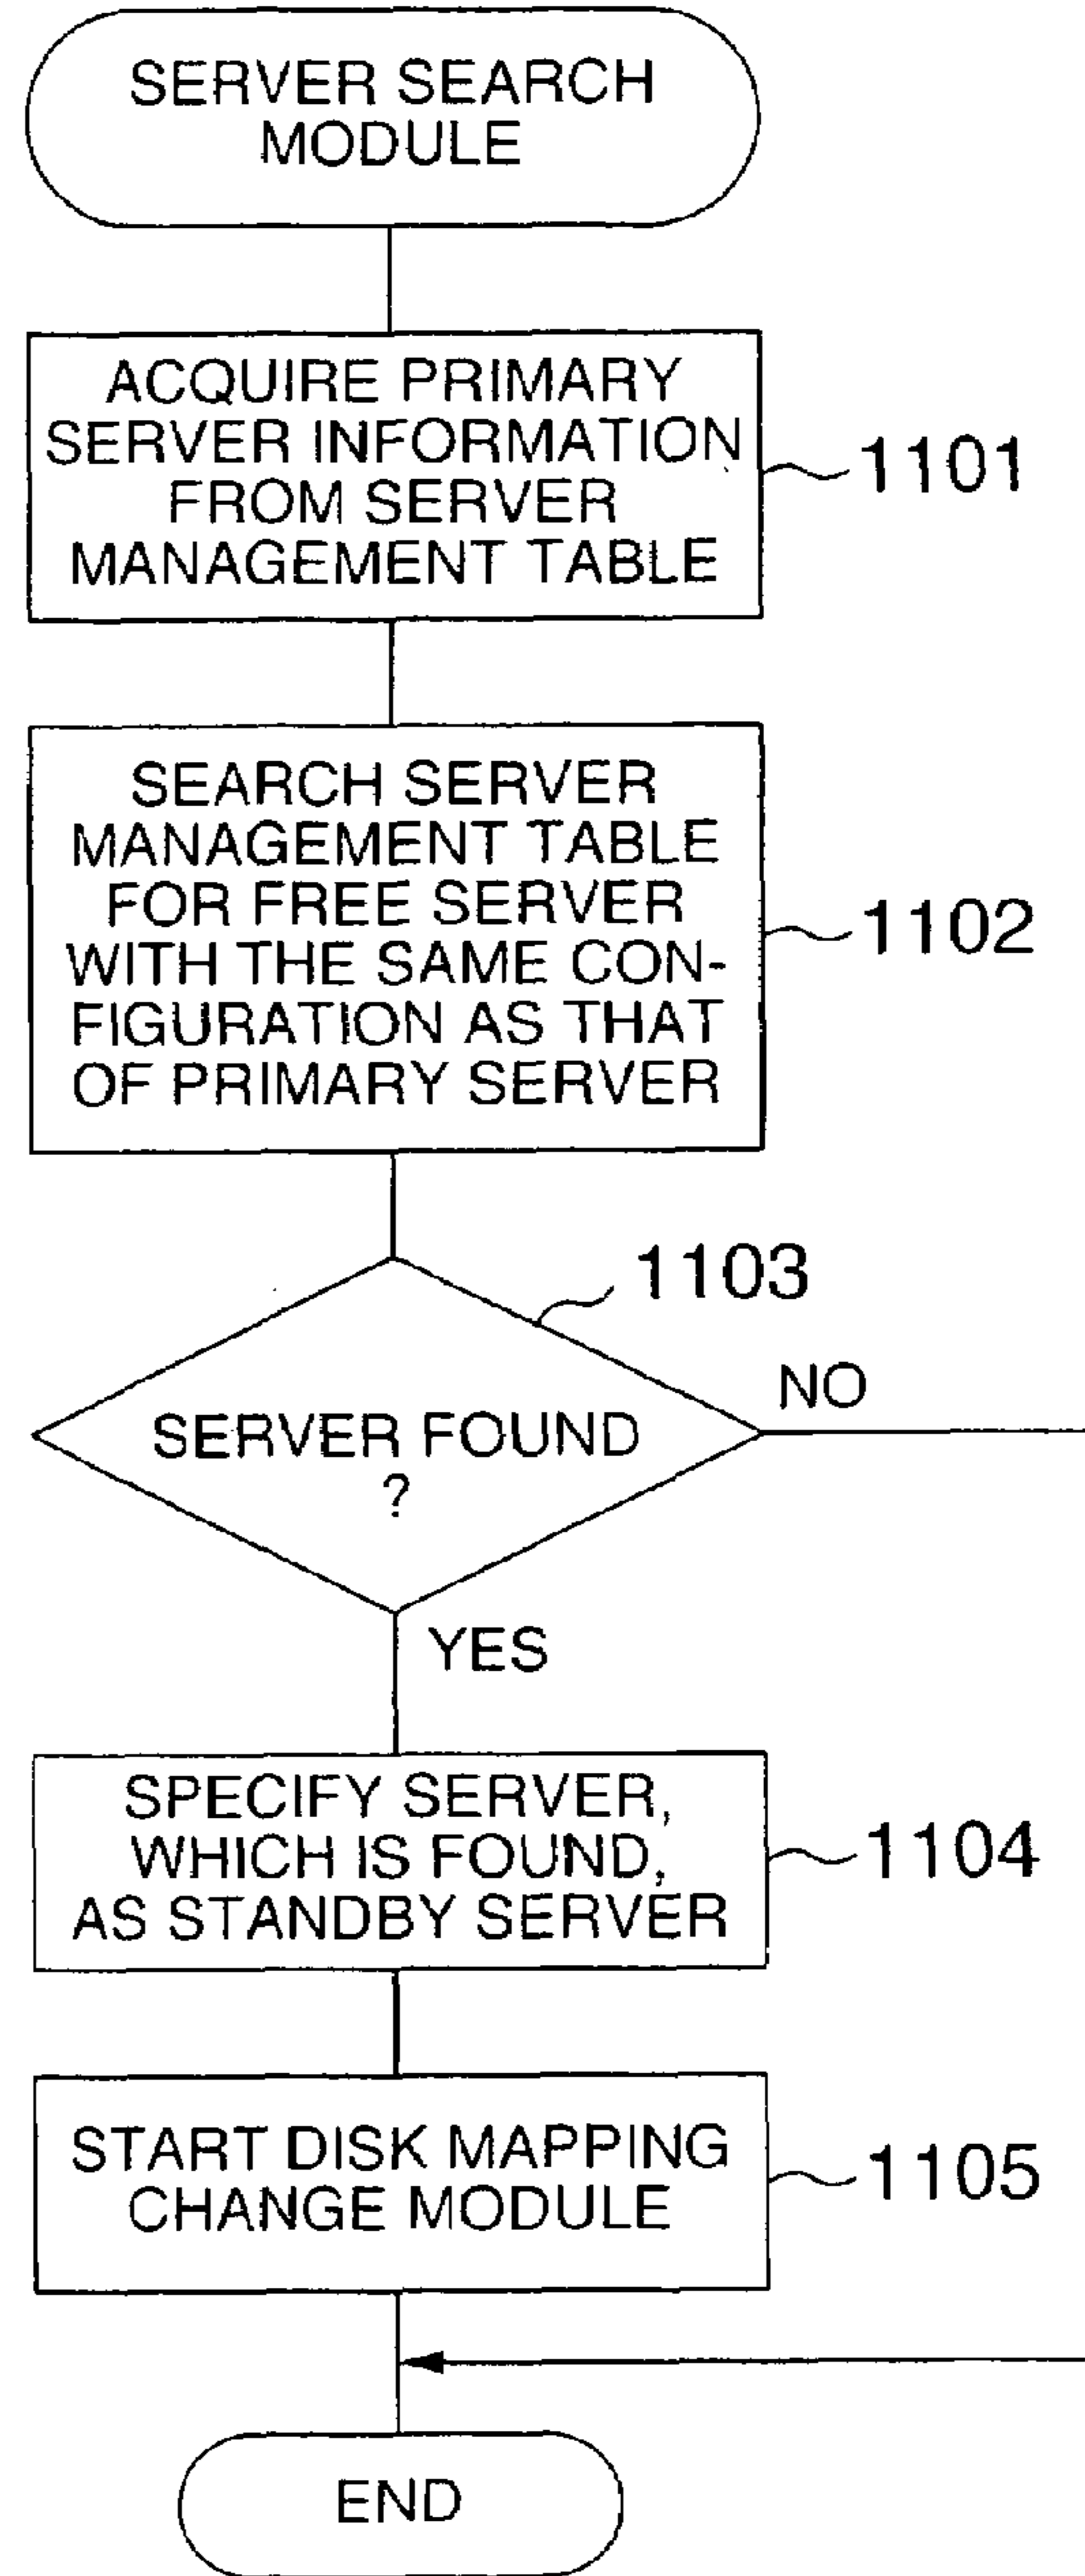 SERVER SEARCH
MODULE
ACQUIRE PRIMARY
SERVER INFORMATION
FROM SERVER
MANAGEMENT TABLE
1101
SEARCH SERVER
MANAGEMENT TABLE
FOR FREE SERVER
WITH THE SAME CON-
FIGURATION AS THAT
OF PRIMARY SERVER
1102
1103
NO
SERVER FOUND
?
YES
SPECIFY SERVER,
WHICH IS FOUND,
AS STANDBY SERVER
1104
START DISK MAPPING
CHANGE MODULE
1105
END